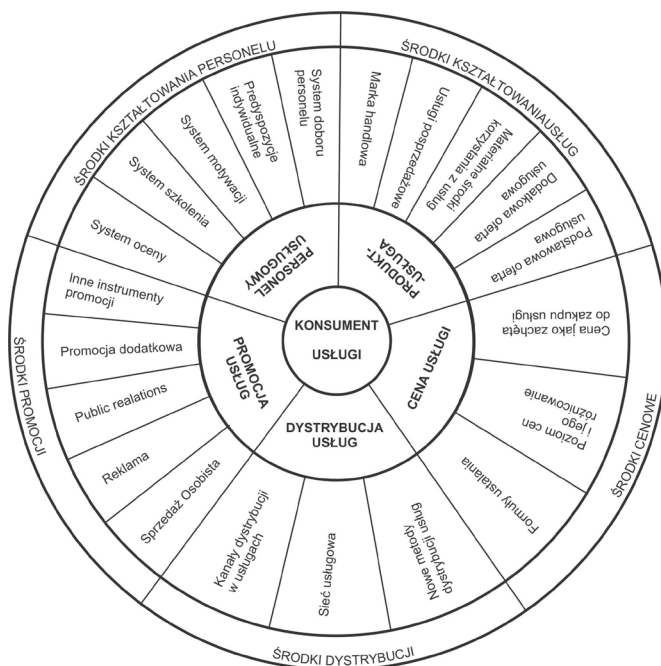 ŚRODKI KSZTAŁTOWANIA PERSONELU
ŚRODKI KSZTAŁTOWANIAUSŁUG
ŚRODKI CENOWE
ŚRODKI DYSTRYBUCJI
ŚRODKI PROMOCJI
System doboru
personelu
Predyspozycje
indywidualne
System motywacji
System szkolenia
System oceny
Marka handlowa
Usługi posprzedażowe
Materialne środki
korzystania z usług
Dodatkowa oferta
usługowa
Podstawowa oferta
usługowa
Cena jako zachęta
do zakupu usługi
Poziom cen
i jego
różnicowanie
Formuły ustalania
Nowe metody
dystrybucji usług
Sieć usługowa
Kanały dystrybucji
w usługach
Sprzedaż Osobista
Reklama
Public realations
Promocja dodatkowa
Inne instrumenty
promocji
PERSONEL
USŁUGOWY
PRODUKT-
-USŁUGA
CENA USŁUGI
DYSTRYBUCJA
USŁUG
PROMOCJA
USŁUG
KONSUMENT
USŁUGI